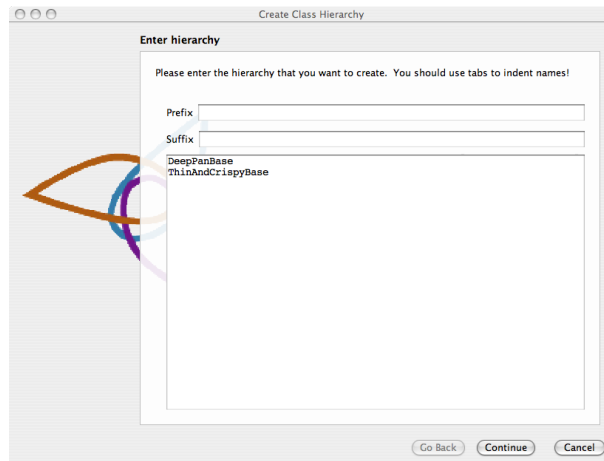 Create Class Hierarchy
Enter hierarchy
Please enter the hierarchy that you want to create. You should use tabs to indent names!
Prefix
Suffix
DeepPanBase
ThinAndCrispyBase
Go Back
Continue
Cancel